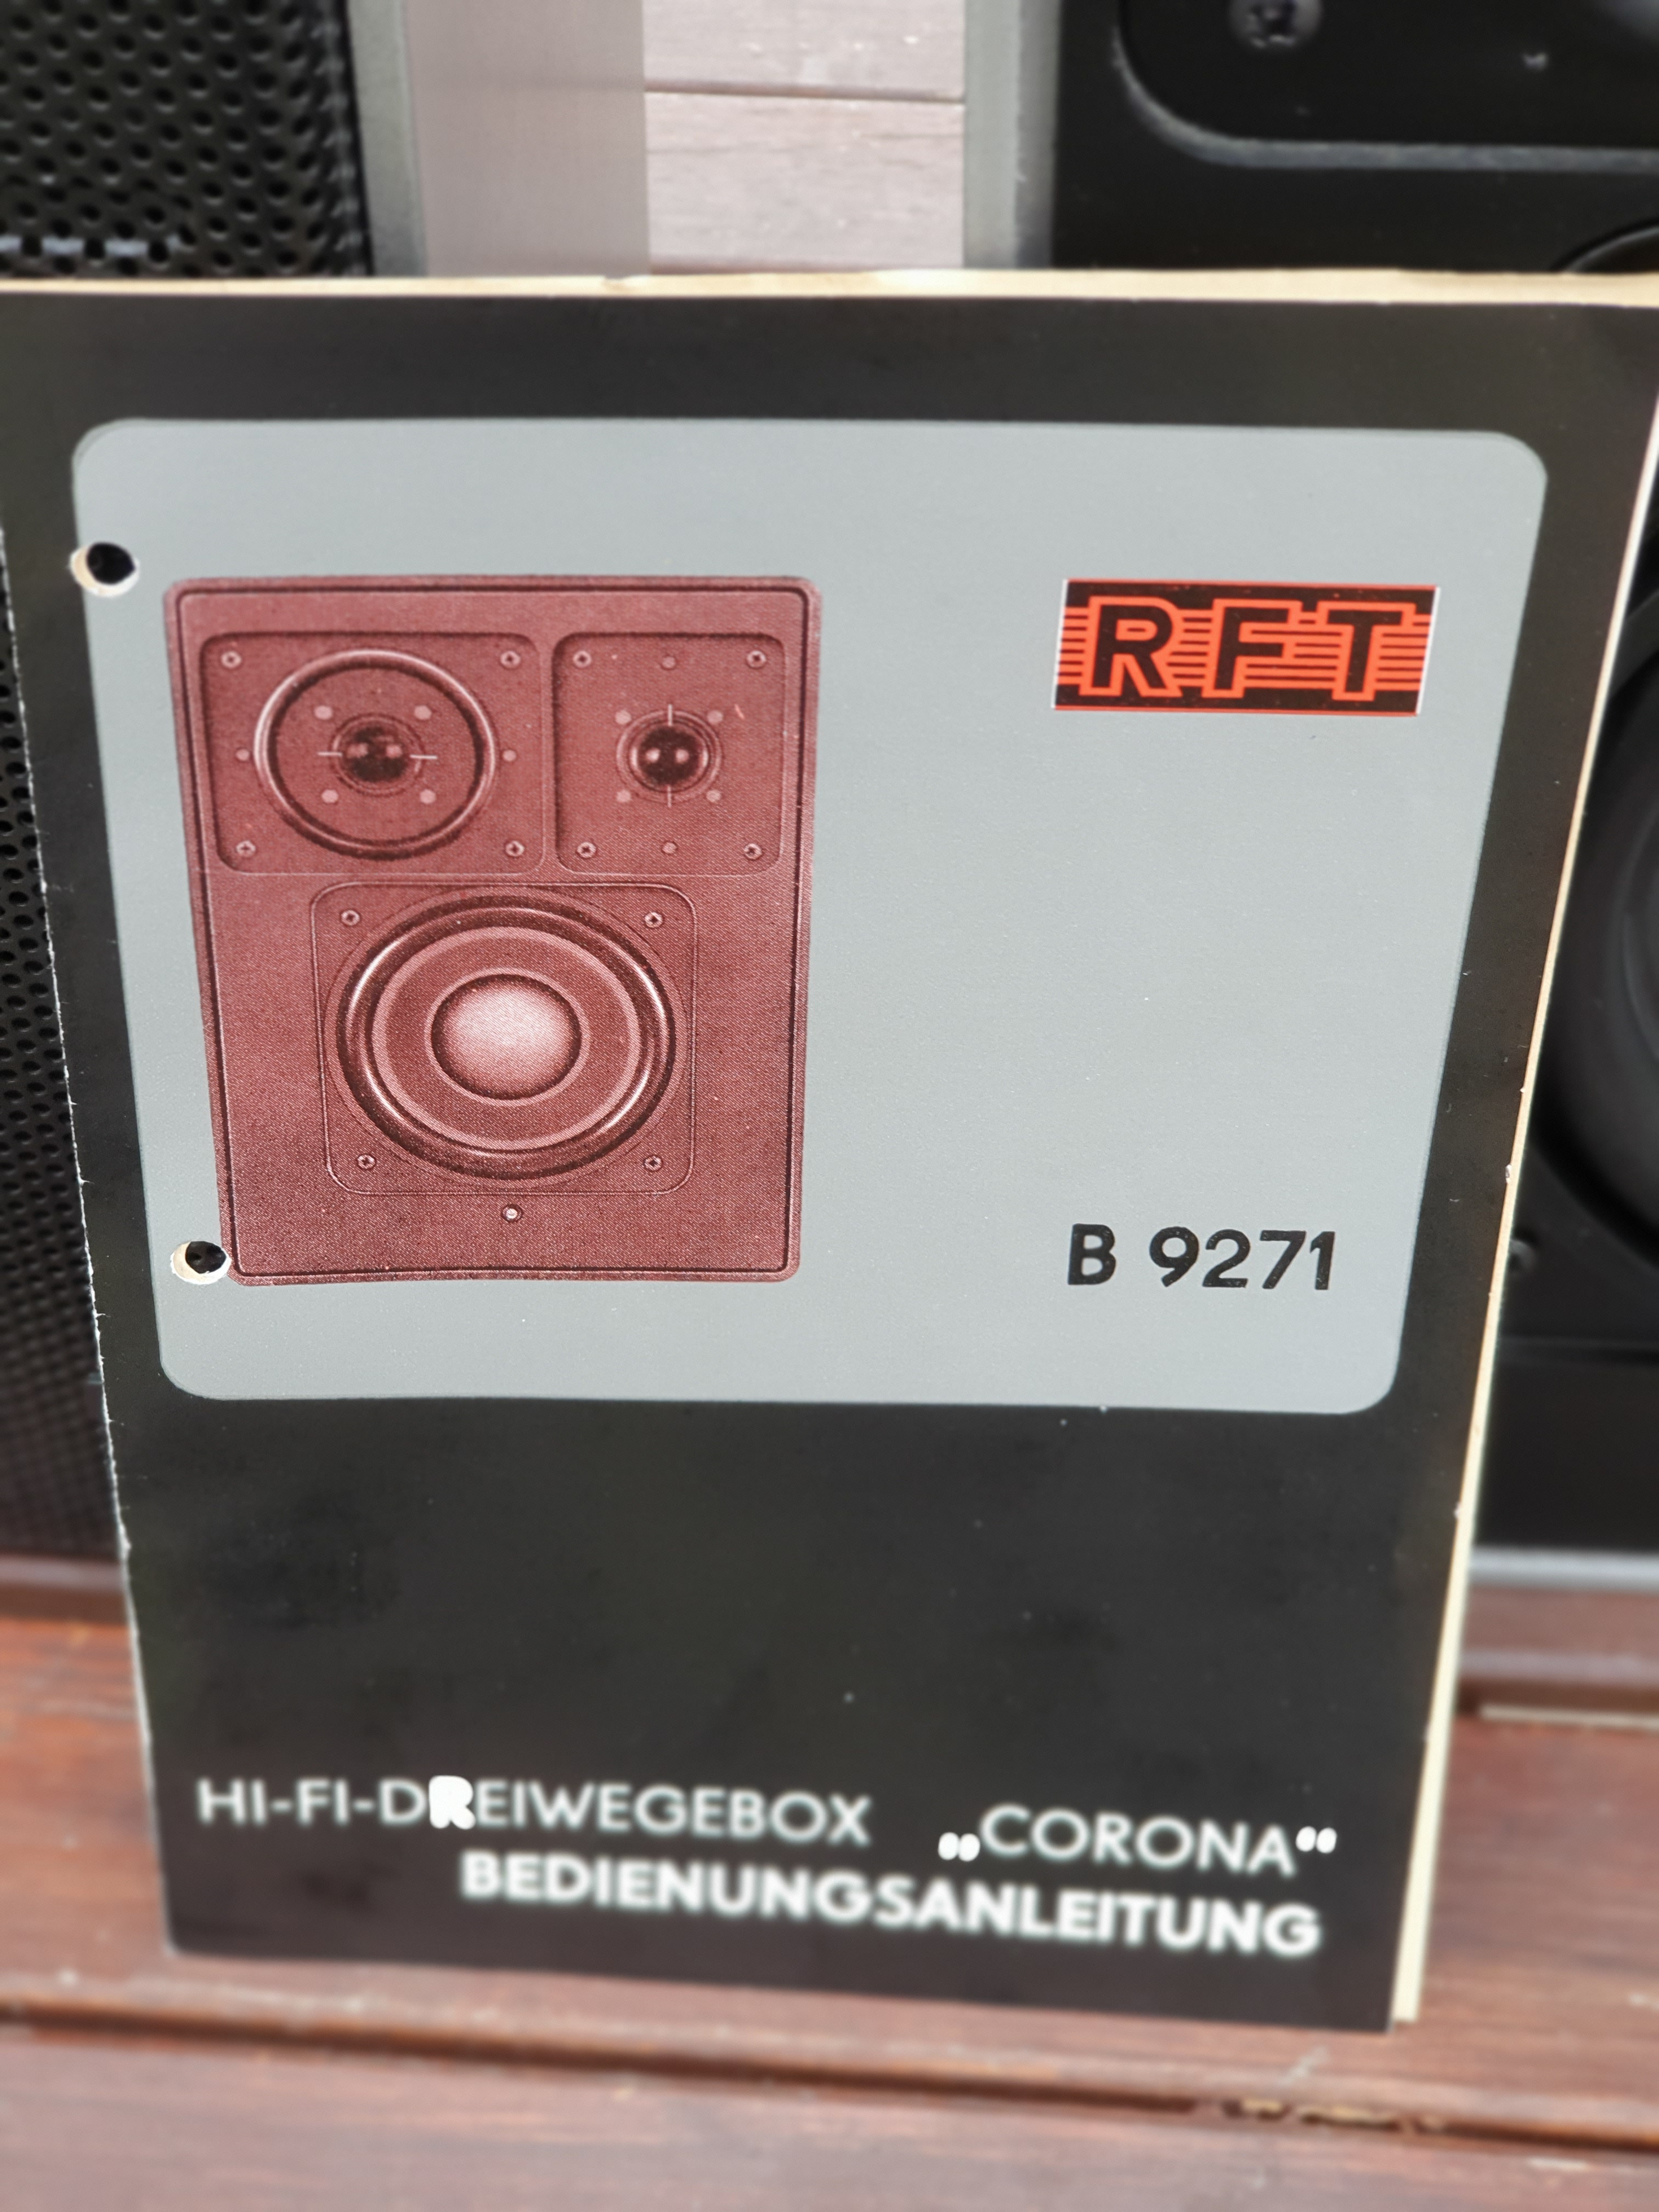 RFT
B 9271
HI-FI-DREIWEGEBOX „CORONA“
BEDIENUNGSANLEITUNG